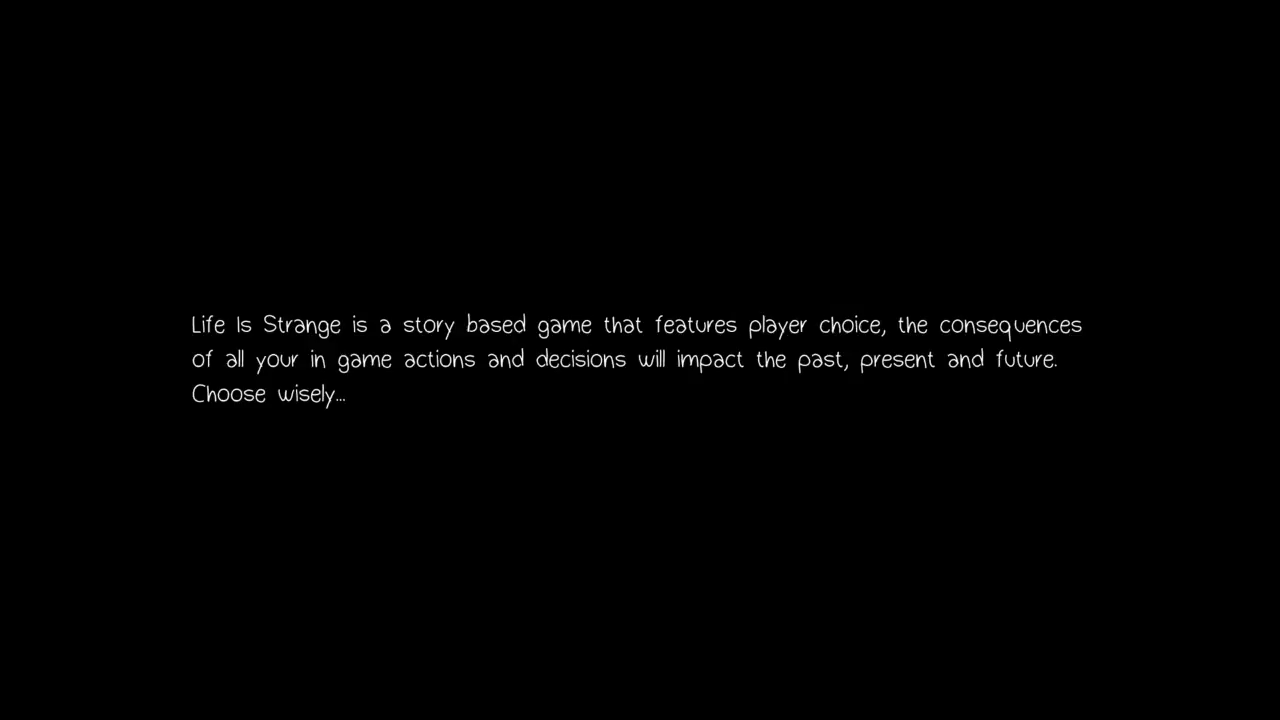 Life Is Strange is a story based game that features player choice, the consequences
of all your in game actions and decisions will impact the past, present and future.
Choose wisely...